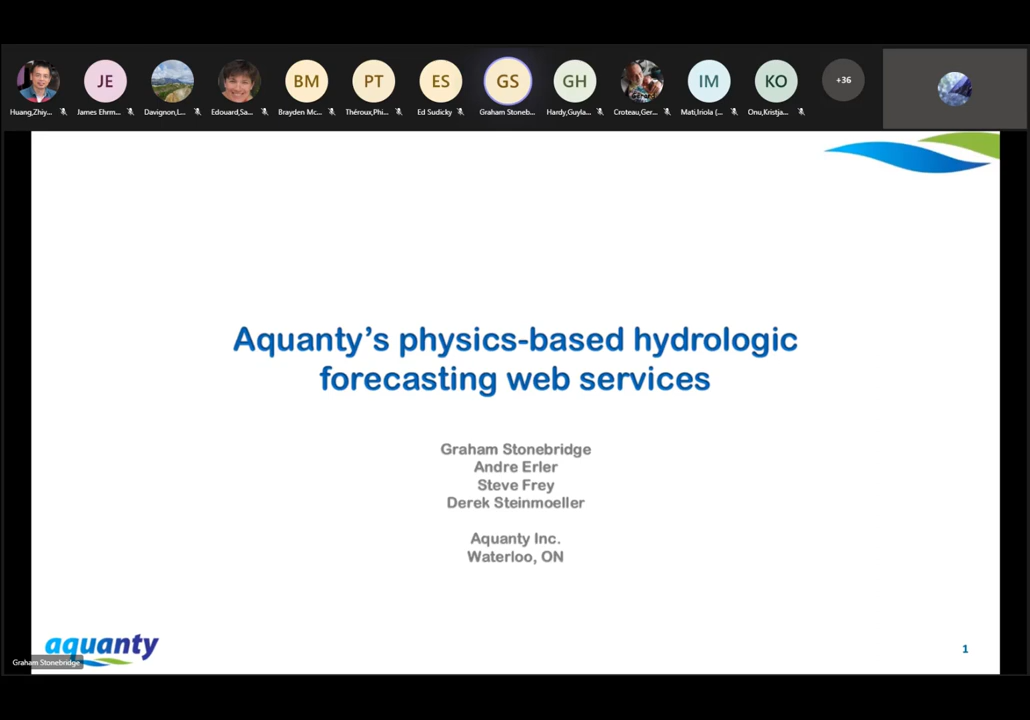 JE
BM
PT
ES
GS
GH
IM
KO
+36
Huang,Zhiy...
James Ehrm...
Davignon,L...
Edouard,Sa...
Brayden Mc...
Théroux,Phi...
Ed Sudicky
Graham Stoneb...
Hardy,Guyla...
Croteau,Ger...
Mati,Iriola (...
Onu,Kristja...
Aquanty's physics-based hydrologic
forecasting web services
Graham Stonebridge
Andre Erler
Steve Frey
Derek Steinmoeller
Aquanty Inc.
Waterloo, ON
aquanty
Graham Stonebridge
1